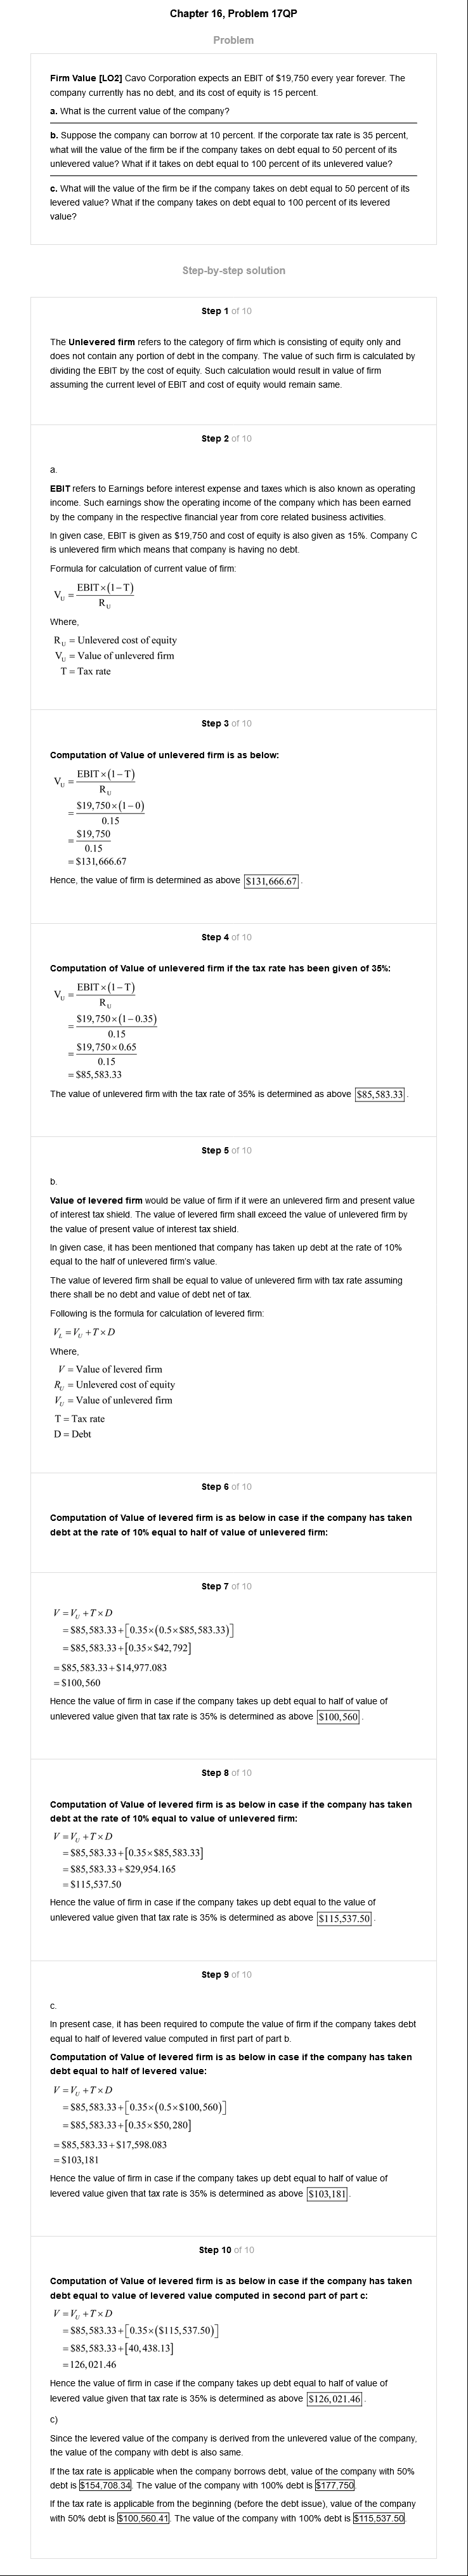 Chapter 16, Problem 17QP
Problem
Firm Value [LO2] Cavo Corporation expects an EBIT of $19,750 every year forever. The
company currently has no debt, and its cost of equity is 15 percent.
a. What is the current value of the company?
b. Suppose the company can borrow at 10 percent. If the corporate tax rate is 35 percent,
what will the value of the firm be if the company takes on debt equal to 50 percent of its
unlevered value? What if it takes on debt equal to 100 percent of its unlevered value?
c. What will the value of the firm be if the company takes on debt equal to 50 percent of its
levered value? What if the company takes on debt equal to 100 percent of its levered
value?
Step-by-step solution
Step 1 of 10
The Unlevered firm refers to the category of firm which is consisting of equity only and
does not contain any portion of debt in the company. The value of such firm is calculated by
dividing the EBIT by the cost of equity. Such calculation would result in value of firm
assuming the current level of EBIT and cost of equity would remain same.
Step 2 of 10
a.
EBIT refers to Earnings before interest expense and taxes which is also known as operating
income. Such earnings show the operating income of the company which has been earned
by the company in the respective financial year from core related business activities.
In given case, EBIT is given as $19,750 and cost of equity is also given as 15%. Company C
is unlevered firm which means that company is having no debt.
Formula for calculation of current value of firm:
V_U = EBIT×(1−T) / R_U
Where,
R_U = Unlevered cost of equity
V_U = Value of unlevered firm
T = Tax rate
Step 3 of 10
Computation of Value of unlevered firm is as below:
V_U = EBIT×(1−T) / R_U
= $19,750×(1−0) / 0.15
= $19,750 / 0.15
= $131,666.67
Hence, the value of firm is determined as above $131,666.67.
Step 4 of 10
Computation of Value of unlevered firm if the tax rate has been given of 35%:
V_U = EBIT×(1−T) / R_U
= $19,750×(1−0.35) / 0.15
= $19,750×0.65 / 0.15
= $85,583.33
The value of unlevered firm with the tax rate of 35% is determined as above $85,583.33.
Step 5 of 10
b.
Value of levered firm would be value of firm if it were an unlevered firm and present value
of interest tax shield. The value of levered firm shall exceed the value of unlevered firm by
the value of present value of interest tax shield.
In given case, it has been mentioned that company has taken up debt at the rate of 10%
equal to the half of unlevered firm's value.
The value of levered firm shall be equal to value of unlevered firm with tax rate assuming
there shall be no debt and value of debt net of tax.
Following is the formula for calculation of levered firm:
V_L = V_U + T × D
Where,
V = Value of levered firm
R_U = Unlevered cost of equity
V_U = Value of unlevered firm
T = Tax rate
D = Debt
Step 6 of 10
Computation of Value of levered firm is as below in case if the company has taken
debt at the rate of 10% equal to half of value of unlevered firm:
Step 7 of 10
V = V_U + T × D
= $85,583.33+[0.35×(0.5×$85,583.33)]
= $85,583.33+[0.35×$42,792]
= $85,583.33+$14,977.083
= $100,560
Hence the value of firm in case if the company takes up debt equal to half of value of
unlevered value given that tax rate is 35% is determined as above $100,560.
Step 8 of 10
Computation of Value of levered firm is as below in case if the company has taken
debt at the rate of 10% equal to value of unlevered firm:
V = V_U + T × D
= $85,583.33+[0.35×$85,583.33]
= $85,583.33+$29,954.165
= $115,537.50
Hence the value of firm in case if the company takes up debt equal to the value of
unlevered value given that tax rate is 35% is determined as above $115,537.50.
Step 9 of 10
c.
In present case, it has been required to compute the value of firm if the company takes debt
equal to half of levered value computed in first part of part b.
Computation of Value of levered firm is as below in case if the company has taken
debt equal to half of levered value:
V = V_U + T × D
= $85,583.33+[0.35×(0.5×$100,560)]
= $85,583.33+[0.35×$50,280]
= $85,583.33+$17,598.083
= $103,181
Hence the value of firm in case if the company takes up debt equal to half of value of
levered value given that tax rate is 35% is determined as above $103,181.
Step 10 of 10
Computation of Value of levered firm is as below in case if the company has taken
debt equal to value of levered value computed in second part of part c:
V = V_U + T × D
= $85,583.33+[0.35×($115,537.50)]
= $85,583.33+[40,438.13]
= 126,021.46
Hence the value of firm in case if the company takes up debt equal to half of value of
levered value given that tax rate is 35% is determined as above $126,021.46.
c)
Since the levered value of the company is derived from the unlevered value of the company,
the value of the company with debt is also same.
If the tax rate is applicable when the company borrows debt, value of the company with 50%
debt is $154,708.34. The value of the company with 100% debt is $177,750.
If the tax rate is applicable from the beginning (before the debt issue), value of the company
with 50% debt is $100,560.41. The value of the company with 100% debt is $115,537.50.